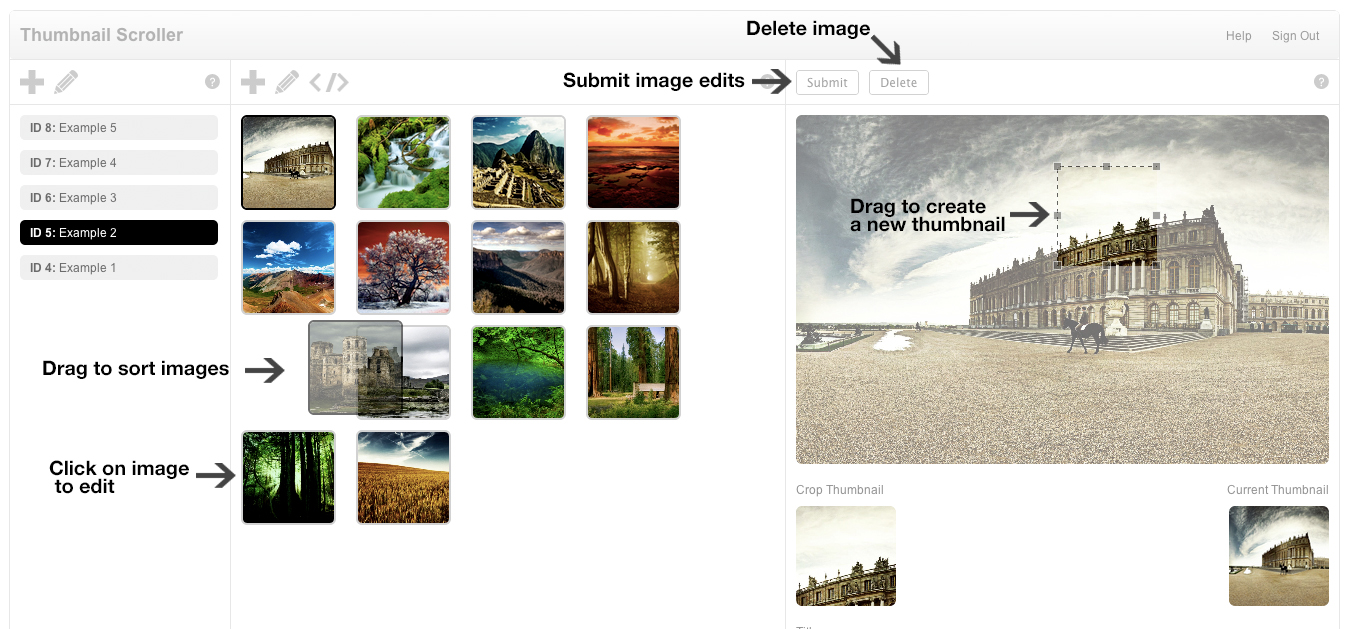 Thumbnail Scroller
Delete image
Help
Sign Out
Submit image edits
Submit
Delete
?
?
ID 8: Example 5
ID 7: Example 4
ID 6: Example 3
ID 5: Example 2
ID 4: Example 1
Drag to create
a new thumbnail
Drag to sort images
Click on image
to edit
Crop Thumbnail
Current Thumbnail